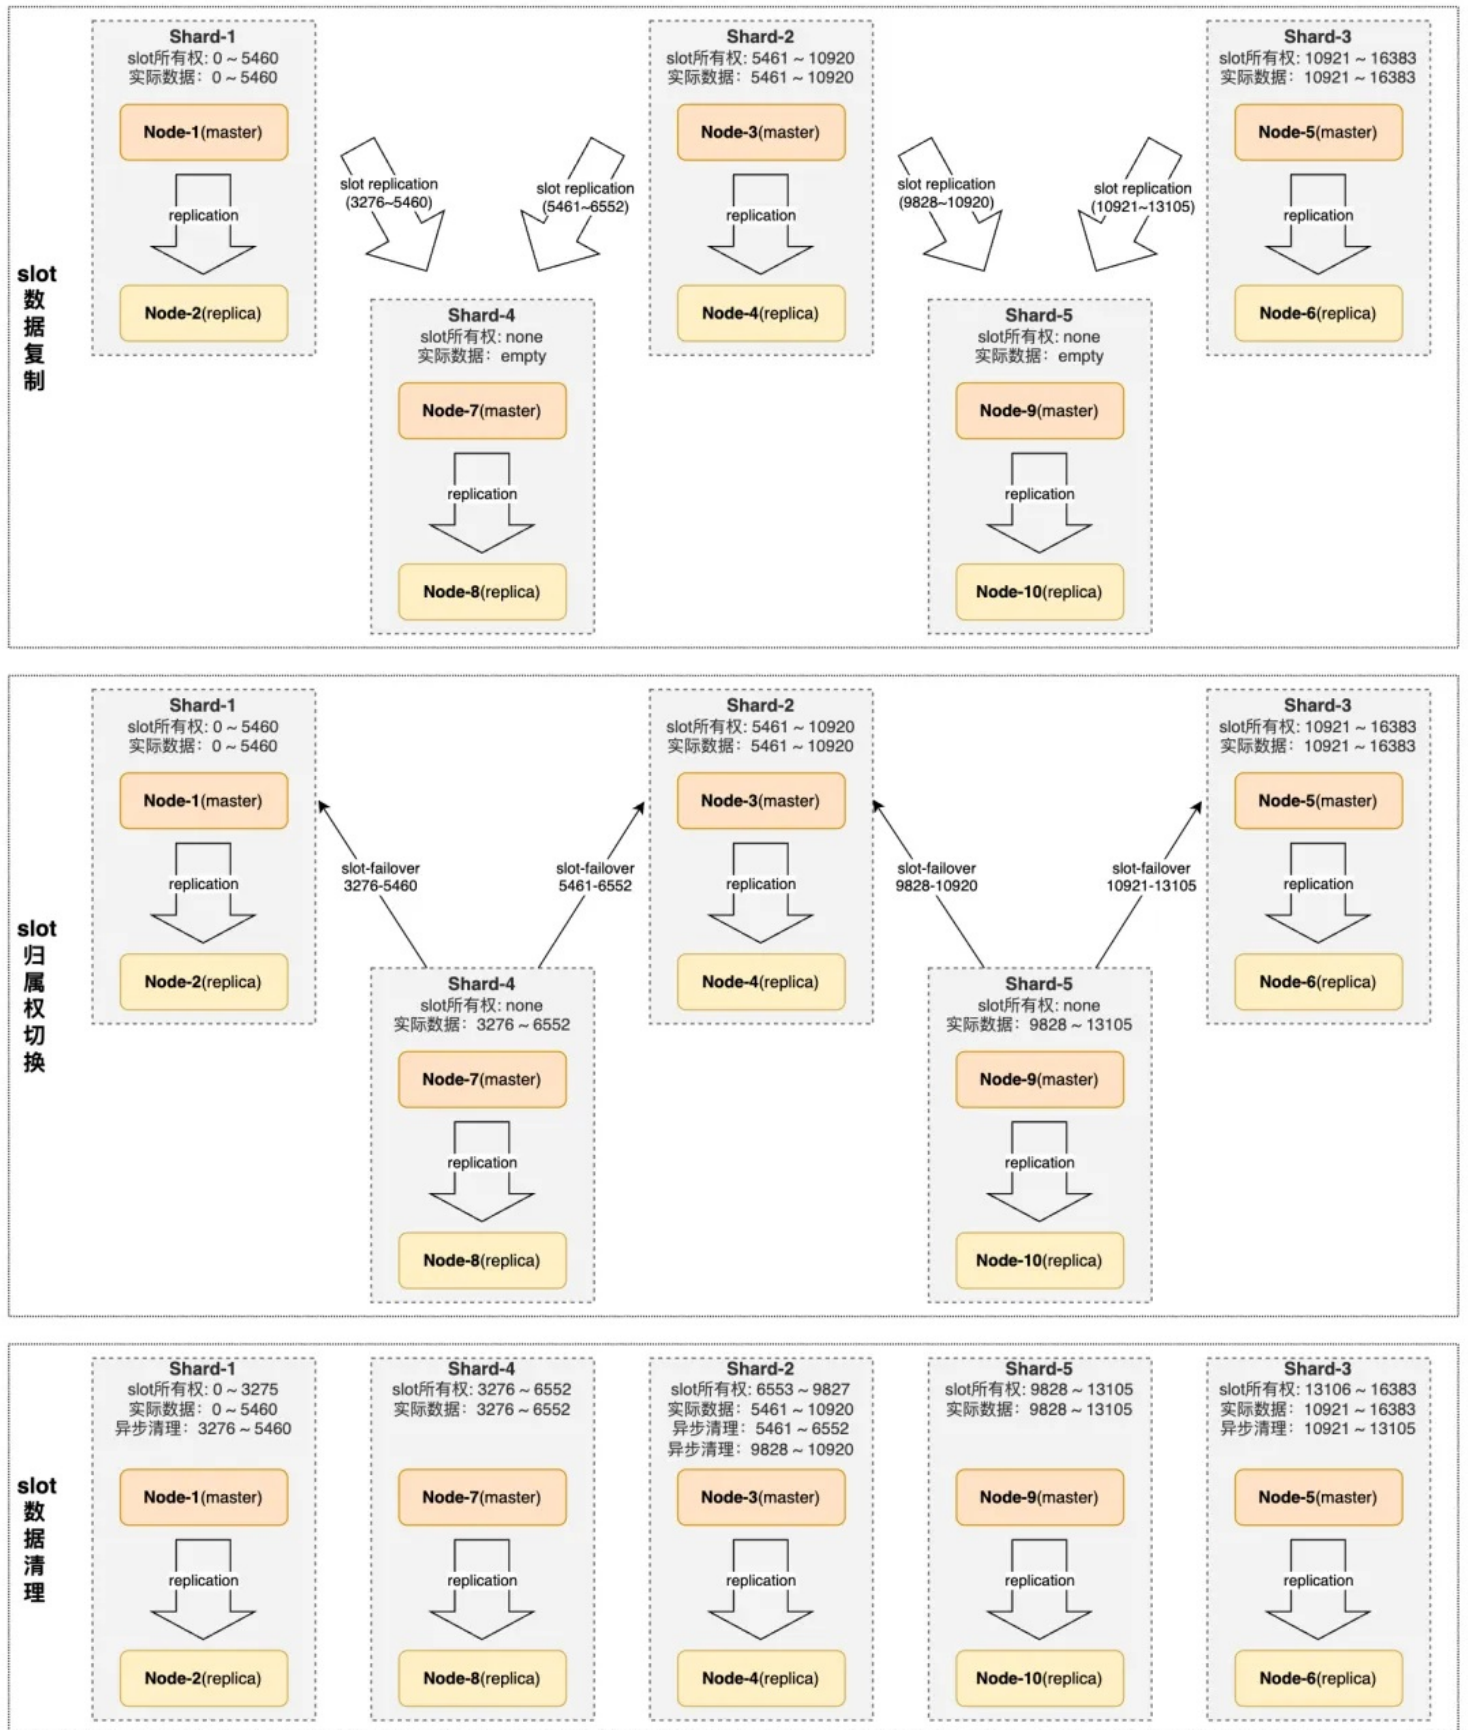 slot
数
据
复
制
Shard-1
slot所有权: 0 ~ 5460
实际数据： 0 ~ 5460
Node-1(master)
replication
Node-2(replica)
slot replication
(3276~5460)
slot replication
(5461~6552)
Shard-4
slot所有权: none
实际数据： empty
Node-7(master)
replication
Node-8(replica)
Shard-2
slot所有权: 5461 ~ 10920
实际数据： 5461 ~ 10920
Node-3(master)
replication
Node-4(replica)
slot replication
(9828~10920)
slot replication
(10921~13105)
Shard-5
slot所有权: none
实际数据： empty
Node-9(master)
replication
Node-10(replica)
Shard-3
slot所有权: 10921 ~ 16383
实际数据： 10921 ~ 16383
Node-5(master)
replication
Node-6(replica)
slot
归
属
权
切
换
Shard-1
slot所有权: 0 ~ 5460
实际数据： 0 ~ 5460
Node-1(master)
replication
Node-2(replica)
slot-failover
3276-5460
slot-failover
5461-6552
Shard-4
slot所有权: none
实际数据： 3276 ~ 6552
Node-7(master)
replication
Node-8(replica)
Shard-2
slot所有权: 5461 ~ 10920
实际数据： 5461 ~ 10920
Node-3(master)
replication
Node-4(replica)
slot-failover
9828-10920
slot-failover
10921-13105
Shard-5
slot所有权: none
实际数据： 9828 ~ 13105
Node-9(master)
replication
Node-10(replica)
Shard-3
slot所有权: 10921 ~ 16383
实际数据： 10921 ~ 16383
Node-5(master)
replication
Node-6(replica)
slot
数
据
清
理
Shard-1
slot所有权: 0 ~ 3275
实际数据： 0 ~ 5460
异步清理： 3276 ~ 5460
Node-1(master)
replication
Node-2(replica)
Shard-4
slot所有权: 3276 ~ 6552
实际数据： 3276 ~ 6552
Node-7(master)
replication
Node-8(replica)
Shard-2
slot所有权: 6553 ~ 9827
实际数据： 5461 ~ 10920
异步清理： 5461 ~ 6552
异步清理： 9828 ~ 10920
Node-3(master)
replication
Node-4(replica)
Shard-5
slot所有权: 9828 ~ 13105
实际数据： 9828 ~ 13105
Node-9(master)
replication
Node-10(replica)
Shard-3
slot所有权: 13106 ~ 16383
实际数据： 10921 ~ 16383
异步清理： 10921 ~ 13105
Node-5(master)
replication
Node-6(replica)